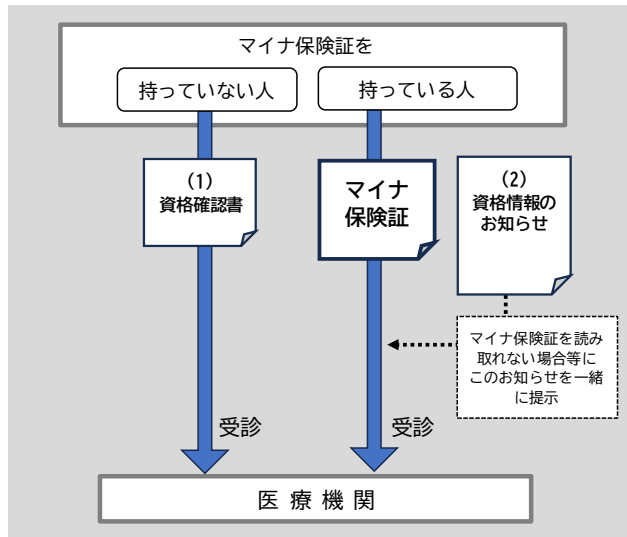 マイナ保険証を
持っていない人
持っている人
(1)
資格確認書
マイナ
保険証
(2)
資格情報の
お知らせ
マイナ保険証を読み
取れない場合等に
このお知らせを一緒
に提示
受診
受診
医療機関